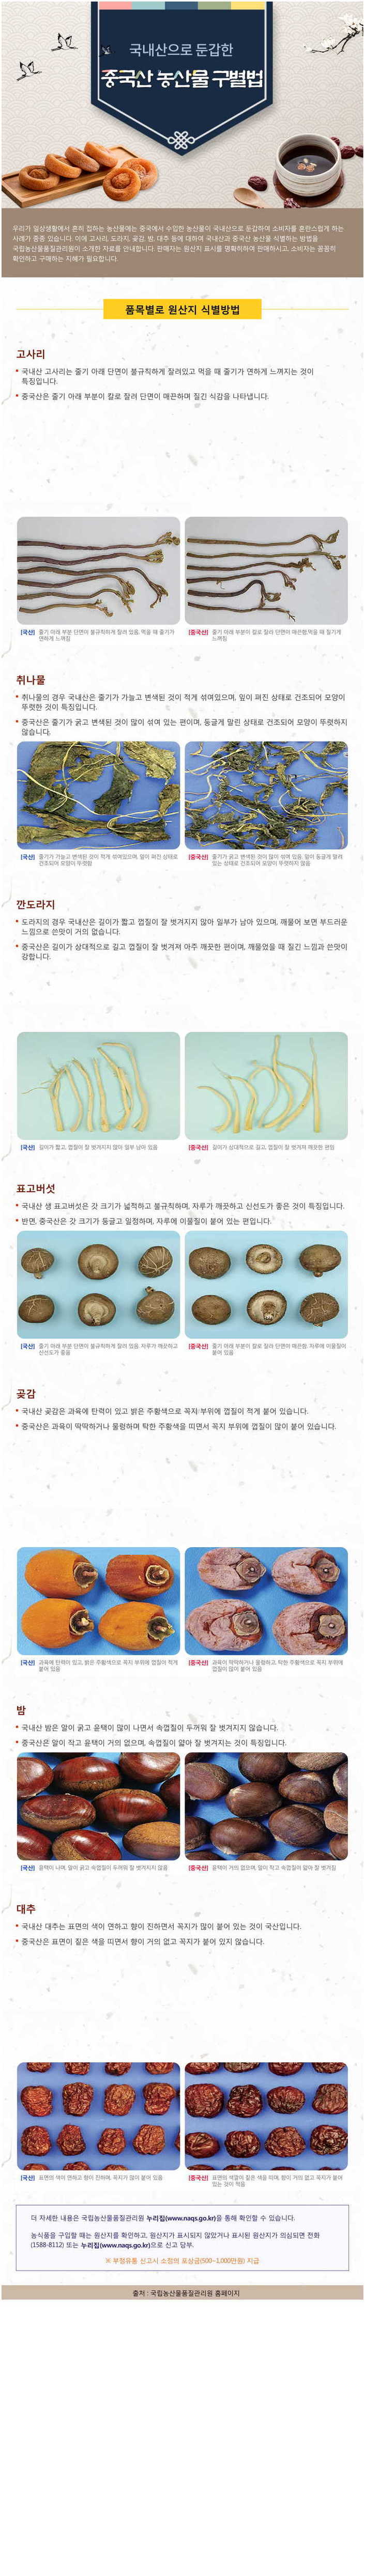 국내산으로 둔갑한
중국산 농산물 구별법
우리가 일상생활에서 흔히 접하는 농산물에는 중국에서 수입한 농산물이 국내산으로 둔갑하여 소비자를 혼란스럽게 하는
사례가 종종 있습니다. 이에 고사리, 도라지, 곶감, 밤, 대추 등에 대하여 국내산과 중국산 농산물 식별하는 방법을
국립농산물품질관리원이 소개한 자료를 안내합니다. 판매자는 원산지 표시를 명확히하여 판매하시고, 소비자는 꼼꼼히
확인하고 구매하는 지혜가 필요합니다.
품목별로 원산지 식별방법
고사리
• 국내산 고사리는 줄기 아래 단면이 불규칙하게 잘려있고 먹을 때 줄기가 연하게 느껴지는 것이
특징입니다.
• 중국산은 줄기 아래 부분이 칼로 잘려 단면이 매끈하며 질긴 식감을 나타냅니다.
[국산] 줄기 아래 부분 단면이 불규칙하게 잘려 있음, 먹을 때 줄기가
연하게 느껴짐
[중국산] 줄기 아래 부분이 칼로 잘려 단면이 매끈함,먹을 때 질기게
느껴짐
취나물
• 취나물의 경우 국내산은 줄기가 가늘고 변색된 것이 적게 섞여있으며, 잎이 펴진 상태로 건조되어 모양이
뚜렷한 것이 특징입니다.
• 중국산은 줄기가 굵고 변색된 것이 많이 섞여 있는 편이며, 둥글게 말린 상태로 건조되어 모양이 뚜렷하지
않습니다.
[국산] 줄기가 가늘고 변색된 것이 적게 섞여있으며, 잎이 펴진 상태로
건조되어 모양이 뚜렷함
[중국산] 줄기가 굵고 변색된 것이 많이 섞여 있음, 잎이 둥글게 말려
있는 상태로 건조되어 모양이 뚜렷하지 않음
깐도라지
• 도라지의 경우 국내산은 길이가 짧고 껍질이 잘 벗겨지지 않아 일부가 남아 있으며, 깨물어 보면 부드러운
느낌으로 쓴맛이 거의 없습니다.
• 중국산은 길이가 상대적으로 길고 껍질이 잘 벗겨져 아주 깨끗한 편이며, 깨물었을 때 질긴 느낌과 쓴맛이
강합니다.
[국산] 길이가 짧고, 껍질이 잘 벗겨지지 않아 일부 남아 있음
[중국산] 길이가 상대적으로 길고, 껍질이 잘 벗겨져 깨끗한 편임
표고버섯
• 국내산 생 표고버섯은 갓 크기가 넓적하고 불규칙하며, 자루가 깨끗하고 신선도가 좋은 것이 특징입니다.
• 반면, 중국산은 갓 크기가 둥글고 일정하며, 자루에 이물질이 붙어 있는 편입니다.
[국산] 줄기 아래 부분 단면이 불규칙하게 잘려 있음. 자루가 깨끗하고
신선도가 좋음
[중국산] 줄기 아래 부분이 칼로 잘려 단면이 매끈함, 자루에 이물질이
붙어 있음
곶감
• 국내산 곶감은 과육에 탄력이 있고 밝은 주황색으로 꼭지 부위에 껍질이 적게 붙어 있습니다.
• 중국산은 과육이 딱딱하거나 물렁하며 탁한 주황색을 띠면서 꼭지 부위에 껍질이 많이 붙어 있습니다.
[국산] 과육에 탄력이 있고, 밝은 주황색으로 꼭지 부위에 껍질이 적게
붙어 있음
[중국산] 과육이 딱딱하거나 물렁하고, 탁한 주황색으로 꼭지 부위에
껍질이 많이 붙어 있음
밤
• 국내산 밤은 알이 굵고 윤택이 많이 나면서 속껍질이 두꺼워 잘 벗겨지지 않습니다.
• 중국산은 알이 작고 윤택이 거의 없으며, 속껍질이 얇아 잘 벗겨지는 것이 특징입니다.
[국산] 윤택이 나며, 알이 굵고 속껍질이 두꺼워 잘 벗겨지지 않음
[중국산] 윤택이 거의 없으며, 알이 작고 속껍질이 얇아 잘 벗겨짐
대추
• 국내산 대추는 표면의 색이 연하고 향이 진하면서 꼭지가 많이 붙어 있는 것이 국산입니다.
• 중국산은 표면이 짙은 색을 띠면서 향이 거의 없고 꼭지가 붙어 있지 않습니다.
[국산] 표면의 색이 연하고 향이 진하며, 꼭지가 많이 붙어 있음
[중국산] 표면의 색깔이 짙은 색을 띠며, 향이 거의 없고 꼭지가 붙어
있는 것이 적음
더 자세한 내용은 국립농산물품질관리원 누리집(www.naqs.go.kr)을 통해 확인할 수 있습니다.
농식품을 구입할 때는 원산지를 확인하고, 원산지가 표시되지 않았거나 표시된 원산지가 의심되면 전화
(1588-8112) 또는 누리집(www.naqs.go.kr)으로 신고 당부.
※ 부정유통 신고시 소정의 포상금(500~1,000만원) 지급
출처 : 국립농산물품질관리원 홈페이지